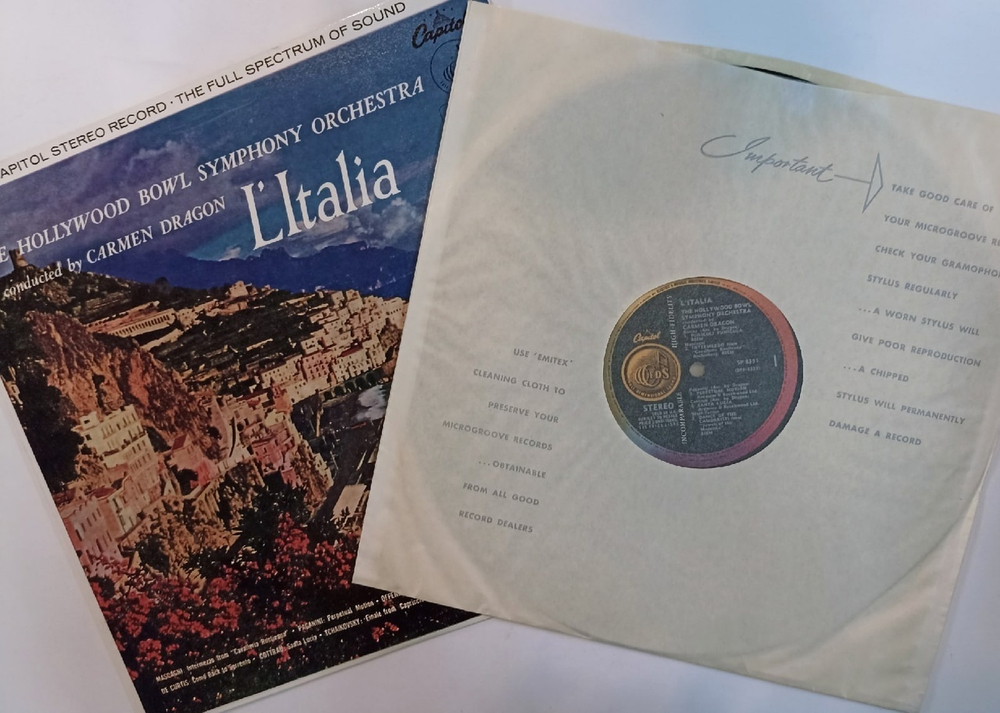 CAPITOL STEREO RECORD · THE FULL SPECTRUM OF SOUND
Capitol
HOLLYWOOD BOWL SYMPHONY ORCHESTRA
conducted by CARMEN DRAGON
L'Italia
MASCAGNI: Intermezzo from "Cavalleria Rusticana" · PAGANINI: Perpetual Motion ·
DE CURTIS: Come Back to Sorrento · COTTRAU: Santa Lucia · TCHAIKOVSKY: Finale from
Important
TAKE GOOD CARE OF
YOUR MICROGROOVE
CHECK YOUR GRAMOPHO
STYLUS REGULARLY
...A WORN STYLUS WILL
GIVE POOR REPRODUCTION
...A CHIPPED
STYLUS WILL PERMANENTLY
DAMAGE A RECORD
USE "EMITEX"
CLEANING CLOTH TO
PRESERVE YOUR
MICROGROOVE RECORDS
...OBTAINABLE
FROM ALL GOOD
RECORD DEALERS
L'ITALIA
THE HOLLYWOOD BOWL
SYMPHONY ORCHESTRA
CARMEN DRAGON
Capitol
FDS
STEREO
INCOMPARABLE
HIGH FIDELITY